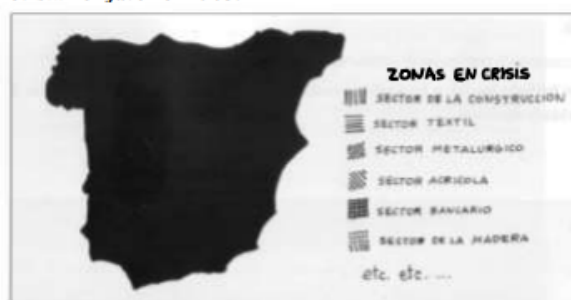 ZONAS EN CRISIS
SECTOR DE LA CONSTRUCCION
SECTOR TEXTIL
SECTOR METALURGICO
SECTOR AGRICOLA
SECTOR BANCARIO
SECTOR DE LA MADERA
etc. etc. ...